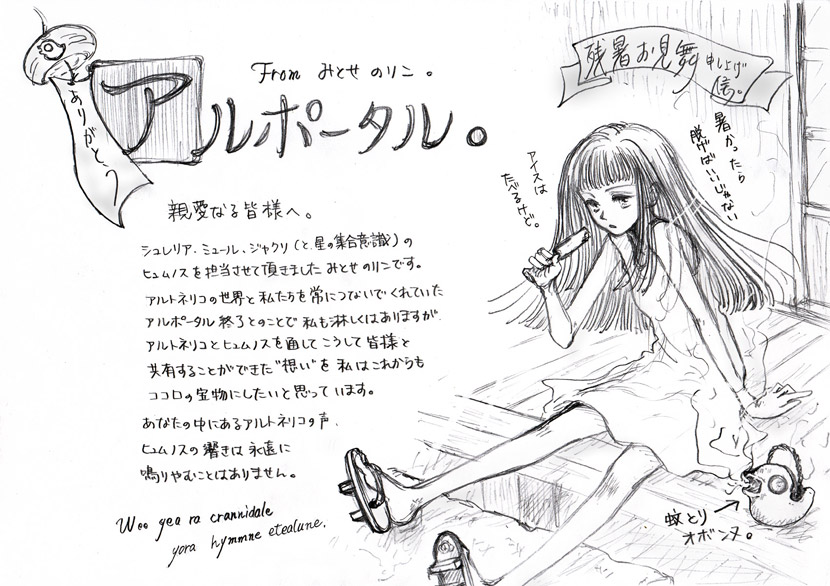 ありがとう
From みとせのりこ。
アルポータル。
親愛なる皆様へ。
シュレリア、ミュール、ジャクリ(と、星の集合意識)の
ヒュムノスを担当させて頂きましたみとせのりこです。
アルトネリコの世界と私たちを常につないでくれていた
アルポータル終了とのことで私も淋しくはありますが、
アルトネリコとヒュムノスを通してこうして皆様と
共有することができた"想い"を私はこれからも
ココロの宝物にしたいと思っています。
あなたの中にあるアルトネリコの声、
ヒュムノスの響きは永遠に
鳴りやむことはありません。
Wee yea ra crannidale
yora hymmne etealune.
残暑お見舞申し上げ
暑かったら
脱げばいいじゃない
アイスは
たべるけど。
蚊とり
オボンヌ。